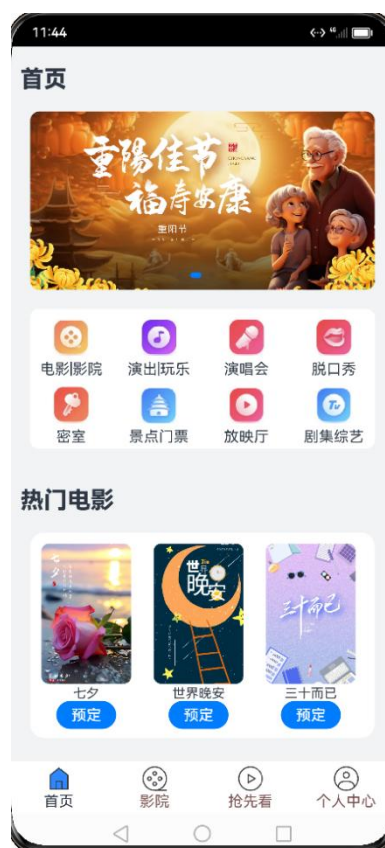 11:44
首页
重陽佳节
福寿安康
重阳节
电影|影院 演出|玩乐 演唱会 脱口秀
密室 景点门票 放映厅 剧集综艺
热门电影
七夕
世界
晚安
三十而已
七夕 世界晚安 三十而已
预定 预定 预定
首页 影院 抢先看 个人中心